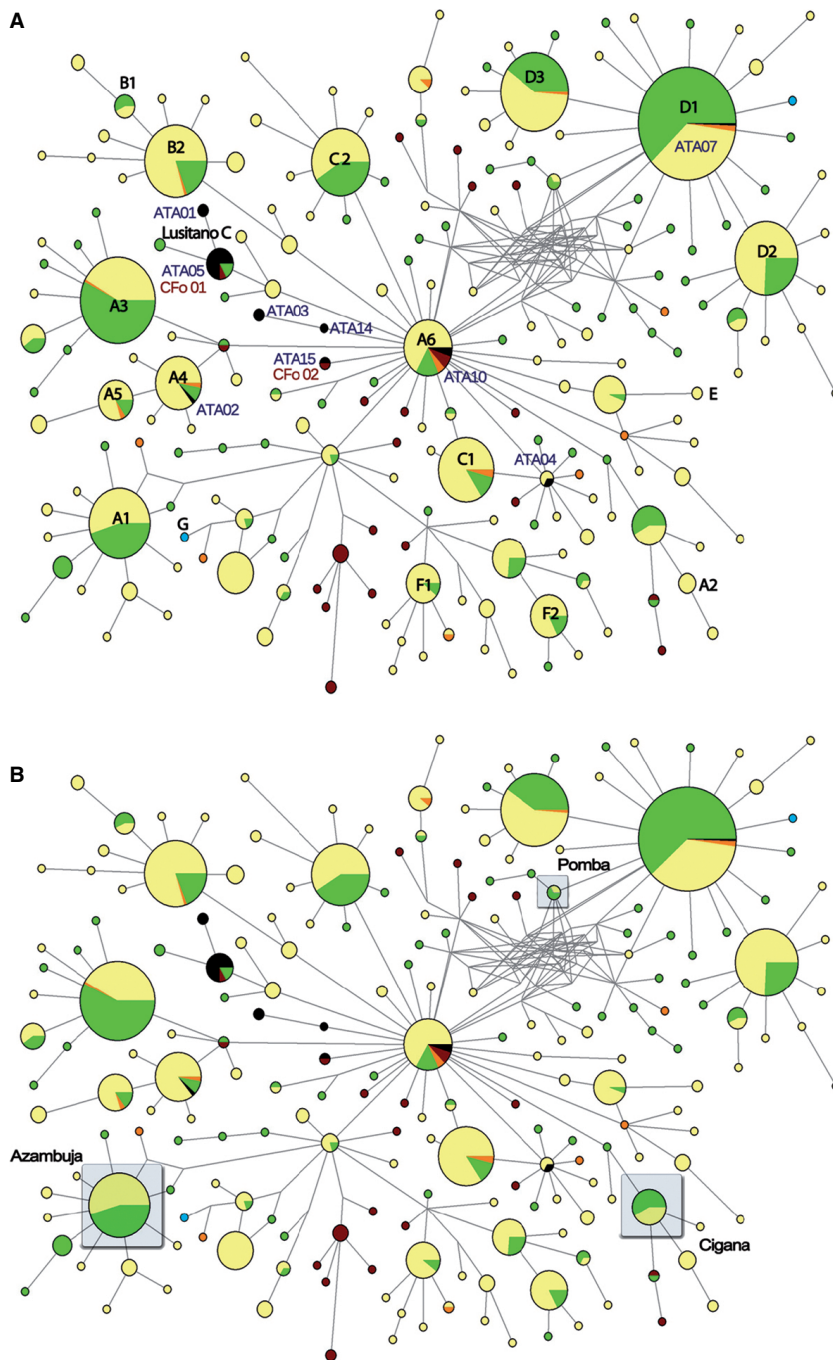 A
B1
D3
D1
B2
C2
ATA07
ATA01
Lusitano C
ATA05
CFo 01
D2
A3
ATA03
ATA14
A6
ATA15
CFo 02
A4
ATA10
A5
ATA02
E
C1
ATA04
A1
G
F1
A2
F2
B
Pomba
Azambuja
Cigana